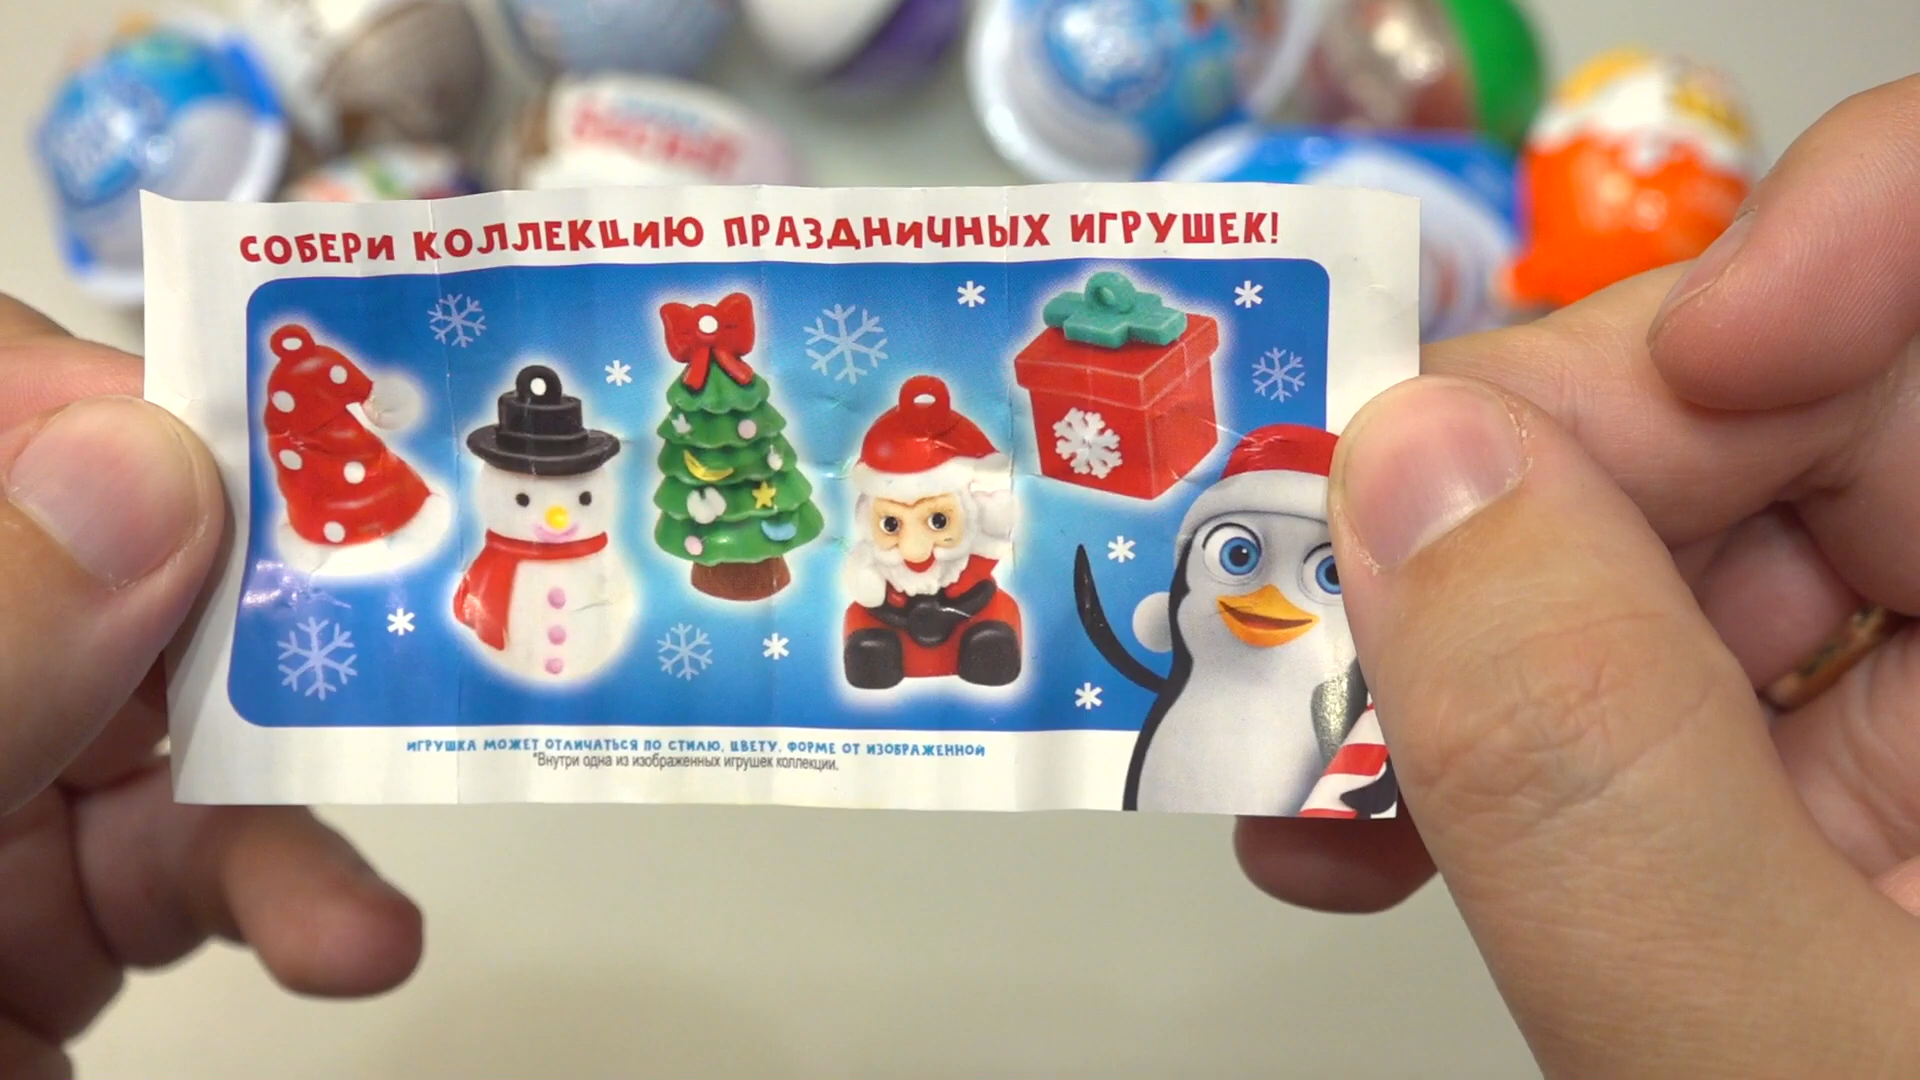 СОБЕРИ КОЛЛЕКЦИЮ ПРАЗДНИЧНЫХ ИГРУШЕК!
ИГРУШКА МОЖЕТ ОТЛИЧАТЬСЯ ПО СТИЛЮ, ЦВЕТУ, ФОРМЕ ОТ ИЗОБРАЖЕННОЙ
*Внутри одна из изображенных игрушек коллекции.